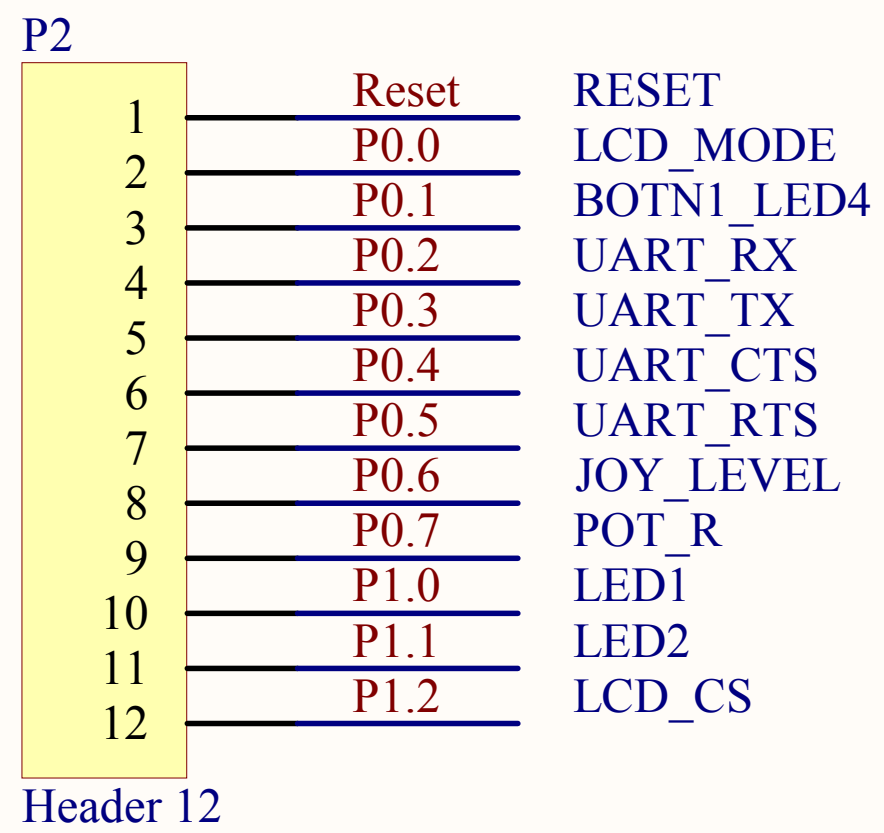 P2
1 Reset RESET
2 P0.0 LCD_MODE
3 P0.1 BOTN1_LED4
4 P0.2 UART_RX
5 P0.3 UART_TX
6 P0.4 UART_CTS
7 P0.5 UART_RTS
8 P0.6 JOY_LEVEL
9 P0.7 POT_R
10 P1.0 LED1
11 P1.1 LED2
12 P1.2 LCD_CS
Header 12